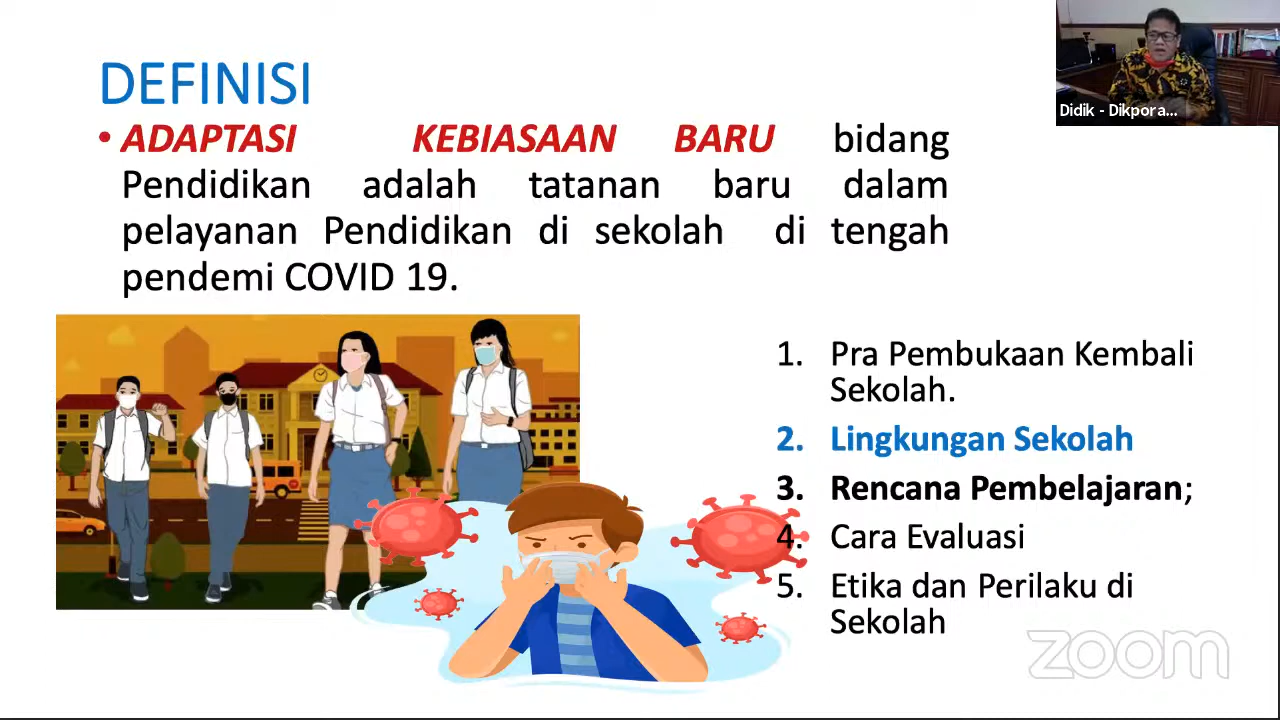 DEFINISI
• ADAPTASI KEBIASAAN BARU bidang
Pendidikan adalah tatanan baru dalam
pelayanan Pendidikan di sekolah di tengah
pendemi COVID 19.
1. Pra Pembukaan Kembali
Sekolah.
2. Lingkungan Sekolah
3. Rencana Pembelajaran;
4. Cara Evaluasi
5. Etika dan Perilaku di
Sekolah
Didik - Dikpora...
zoom